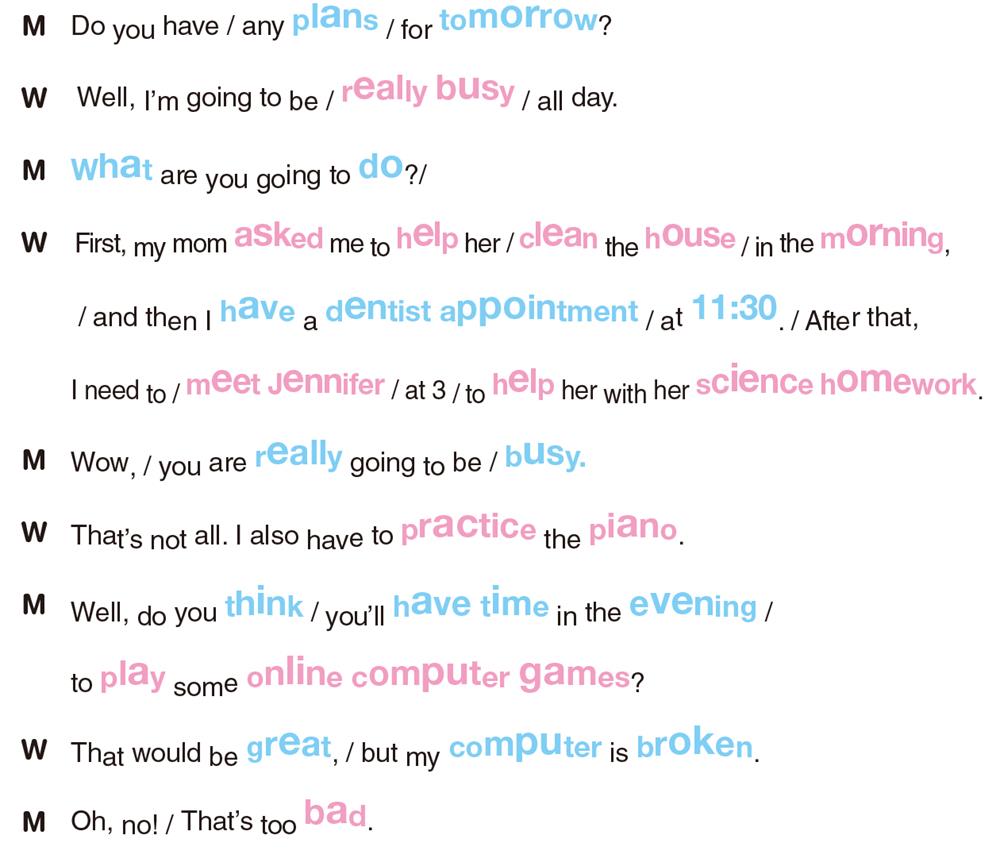 M Do you have / any plans / for tomorrow?
W Well, I'm going to be / really busy / all day.
M What are you going to do?/
W First, my mom asked me to help her / clean the house / in the morning,
/ and then I have a dentist appointment / at 11:30. / After that,
I need to / meet Jennifer / at 3 / to help her with her science homework.
M Wow, / you are really going to be / busy.
W That's not all. I also have to practice the piano.
M Well, do you think / you'll have time in the evening /
to play some online computer games?
W That would be great, / but my computer is broken.
M Oh, no! / That's too bad.